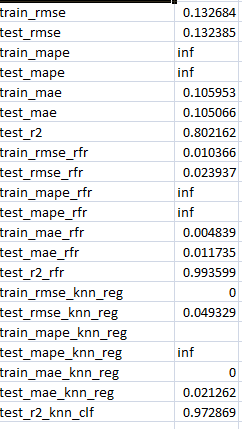 train_rmse 0.132684
test_rmse 0.132385
train_mape inf
test_mape inf
train_mae 0.105953
test_mae 0.105066
test_r2 0.802162
train_rmse_rfr 0.010366
test_rmse_rfr 0.023937
train_mape_rfr inf
test_mape_rfr inf
train_mae_rfr 0.004839
test_mae_rfr 0.011735
test_r2_rfr 0.993599
train_rmse_knn_reg 0
test_rmse_knn_reg 0.049329
train_mape_knn_reg
test_mape_knn_reg inf
train_mae_knn_reg 0
test_mae_knn_reg 0.021262
test_r2_knn_clf 0.972869